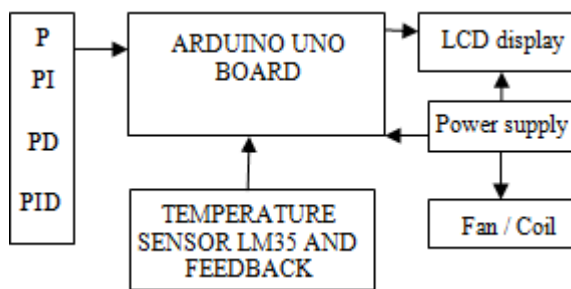 P
PI
PD
PID
ARDUINO UNO
BOARD
LCD display
Power supply
Fan / Coil
TEMPERATURE
SENSOR LM35 AND
FEEDBACK